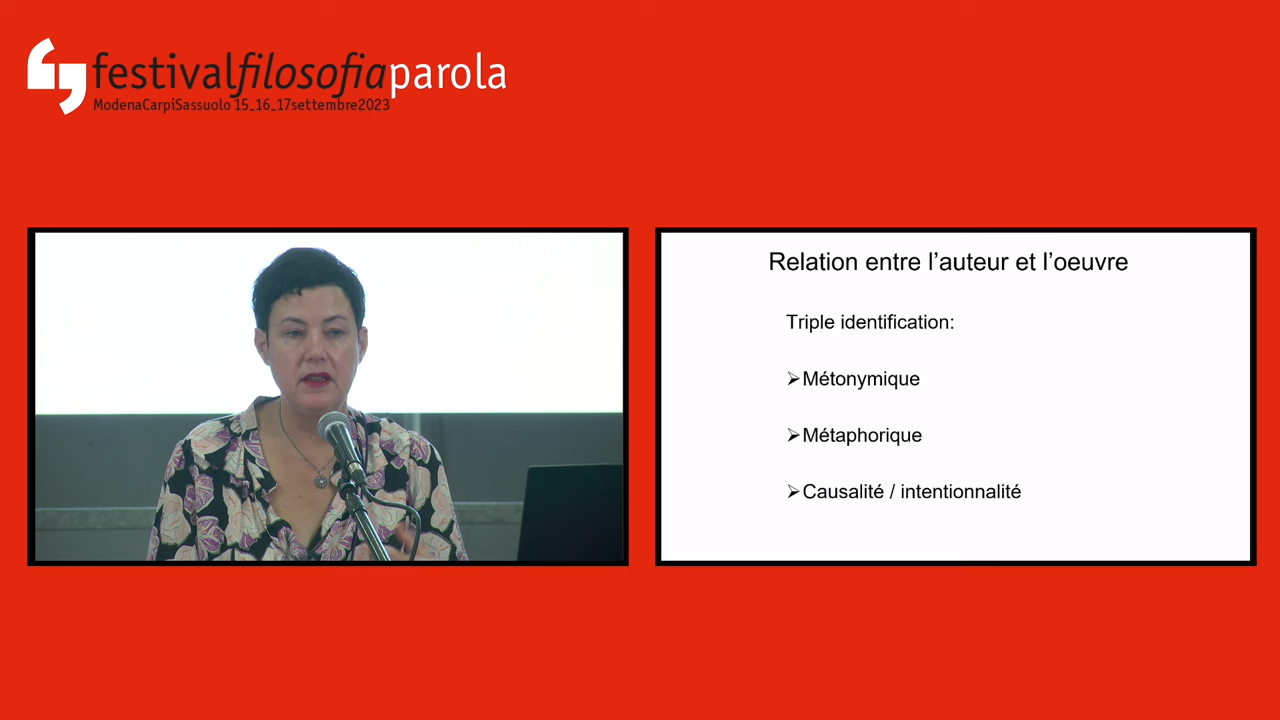 festivalfilosofiaparola
ModenaCarpiSassuolo 15_16_17settembre2023
Relation entre l’auteur et l’oeuvre
Triple identification:
➢Métonymique
➢Métaphorique
➢Causalité / intentionnalité